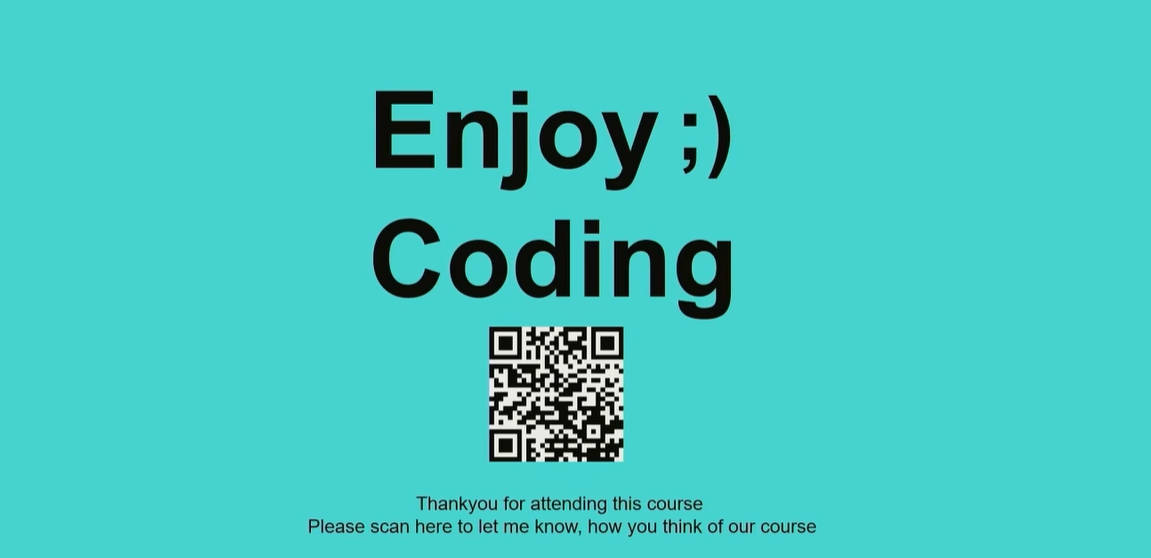 Enjoy ;)
Coding
Thankyou for attending this course
Please scan here to let me know, how you think of our course